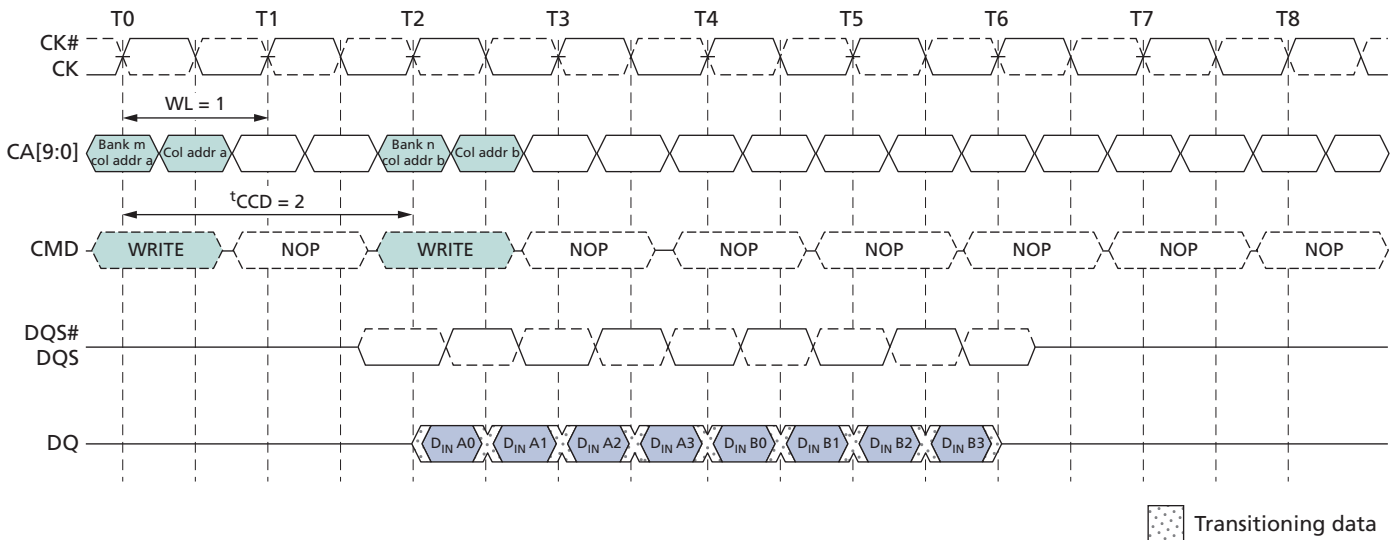 T0 T1 T2 T3 T4 T5 T6 T7 T8
CK#
CK
WL = 1
CA[9:0]
Bank m
col addr a
Col addr a
Bank n
col addr b
Col addr b
tCCD = 2
CMD WRITE NOP WRITE NOP NOP NOP NOP NOP NOP
DQS#
DQS
DQ DIN A0 DIN A1 DIN A2 DIN A3 DIN B0 DIN B1 DIN B2 DIN B3
Transitioning data